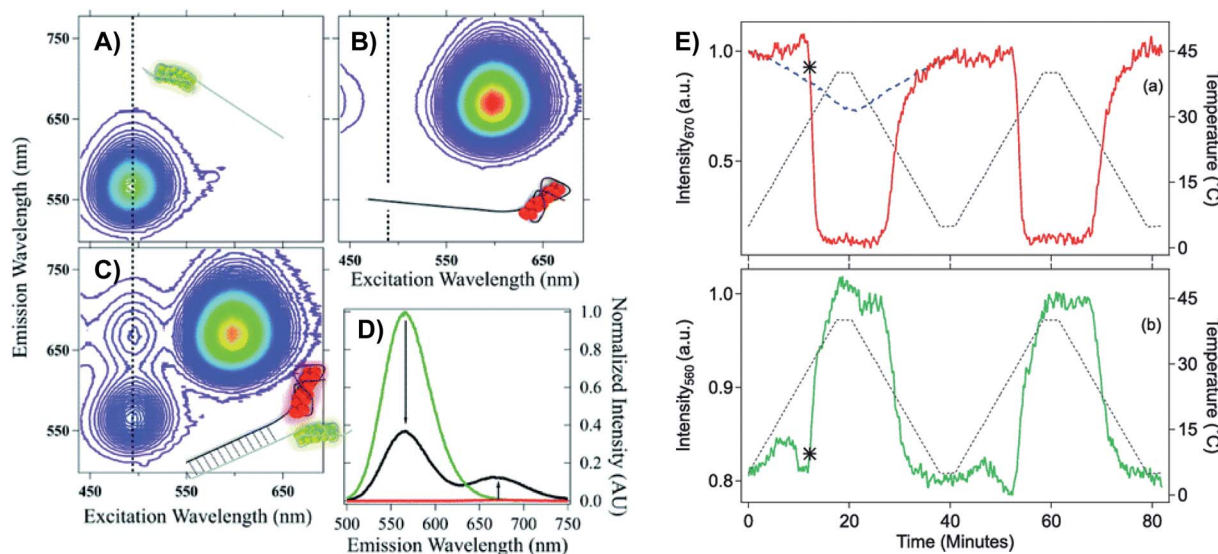 A)
B)
C)
D)
E)
Emission Wavelength (nm)
750
650
550
750
650
550
450 550 650
Excitation Wavelength (nm)
450 550 650
Excitation Wavelength (nm)
1.0
0.8
0.6
0.4
0.2
0.0
Normalized Intensity (AU)
500 550 600 650 700 750
Emission Wavelength (nm)
(a)
Intensity670 (a.u.)
1.0
0.5
45
30
15
0
Temperature (°C)
(b)
Intensity560 (a.u.)
1.0
0.9
0.8
45
30
15
0
Temperature (°C)
0 20 40 60 80
Time (Minutes)